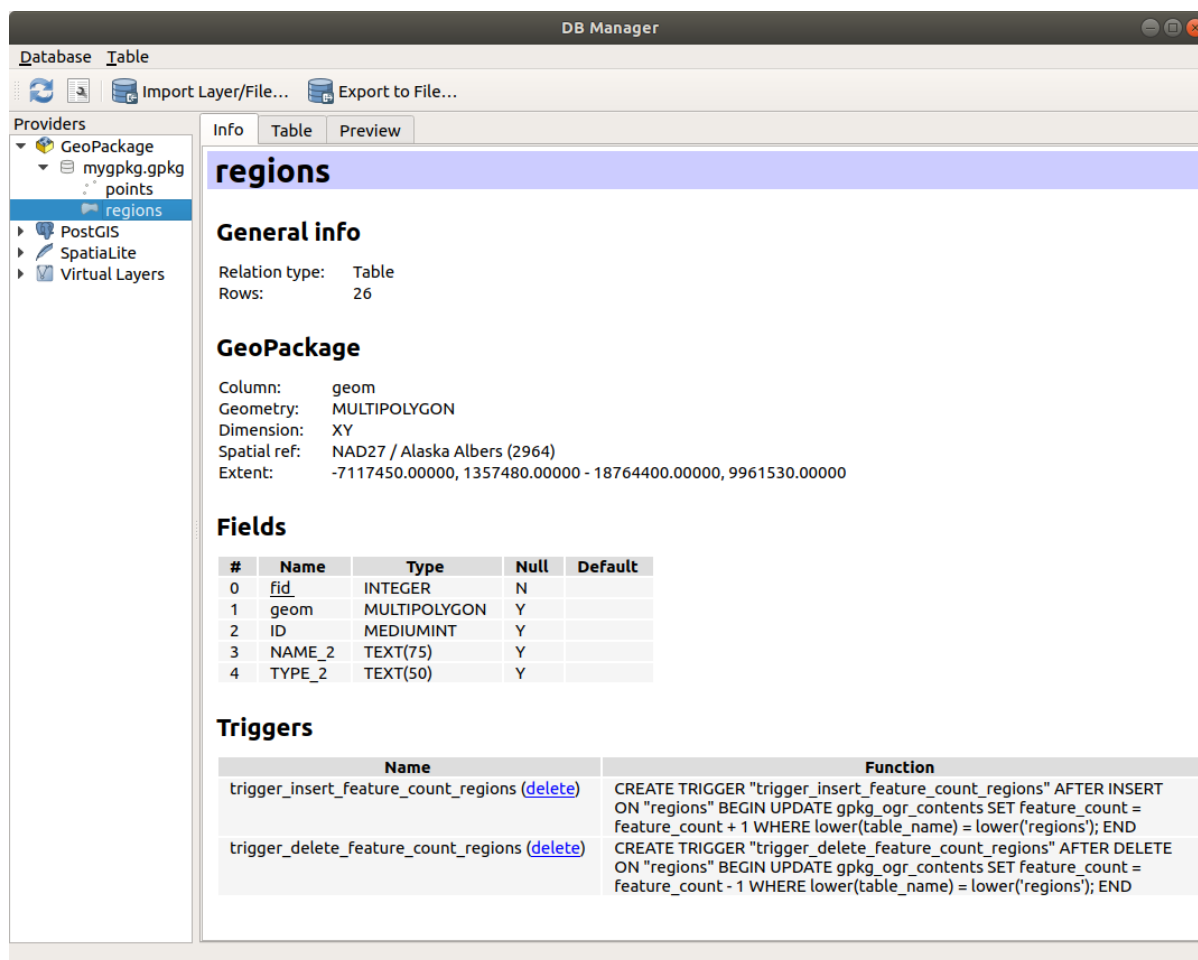 DB Manager
Database Table
Import Layer/File... Export to File...
Providers
GeoPackage
mygpkg.gpkg
points
regions
PostGIS
SpatiaLite
Virtual Layers
Info Table Preview
regions
General info
Relation type: Table
Rows: 26
GeoPackage
Column: geom
Geometry: MULTIPOLYGON
Dimension: XY
Spatial ref: NAD27 / Alaska Albers (2964)
Extent: -7117450.00000, 1357480.00000 - 18764400.00000, 9961530.00000
Fields
# Name Type Null Default
0 fid INTEGER N
1 geom MULTIPOLYGON Y
2 ID MEDIUMINT Y
3 NAME_2 TEXT(75) Y
4 TYPE_2 TEXT(50) Y
Triggers
Name Function
trigger_insert_feature_count_regions (delete) CREATE TRIGGER "trigger_insert_feature_count_regions" AFTER INSERT
ON "regions" BEGIN UPDATE gpkg_ogr_contents SET feature_count =
feature_count + 1 WHERE lower(table_name) = lower('regions'); END
trigger_delete_feature_count_regions (delete) CREATE TRIGGER "trigger_delete_feature_count_regions" AFTER DELETE
ON "regions" BEGIN UPDATE gpkg_ogr_contents SET feature_count =
feature_count - 1 WHERE lower(table_name) = lower('regions'); END